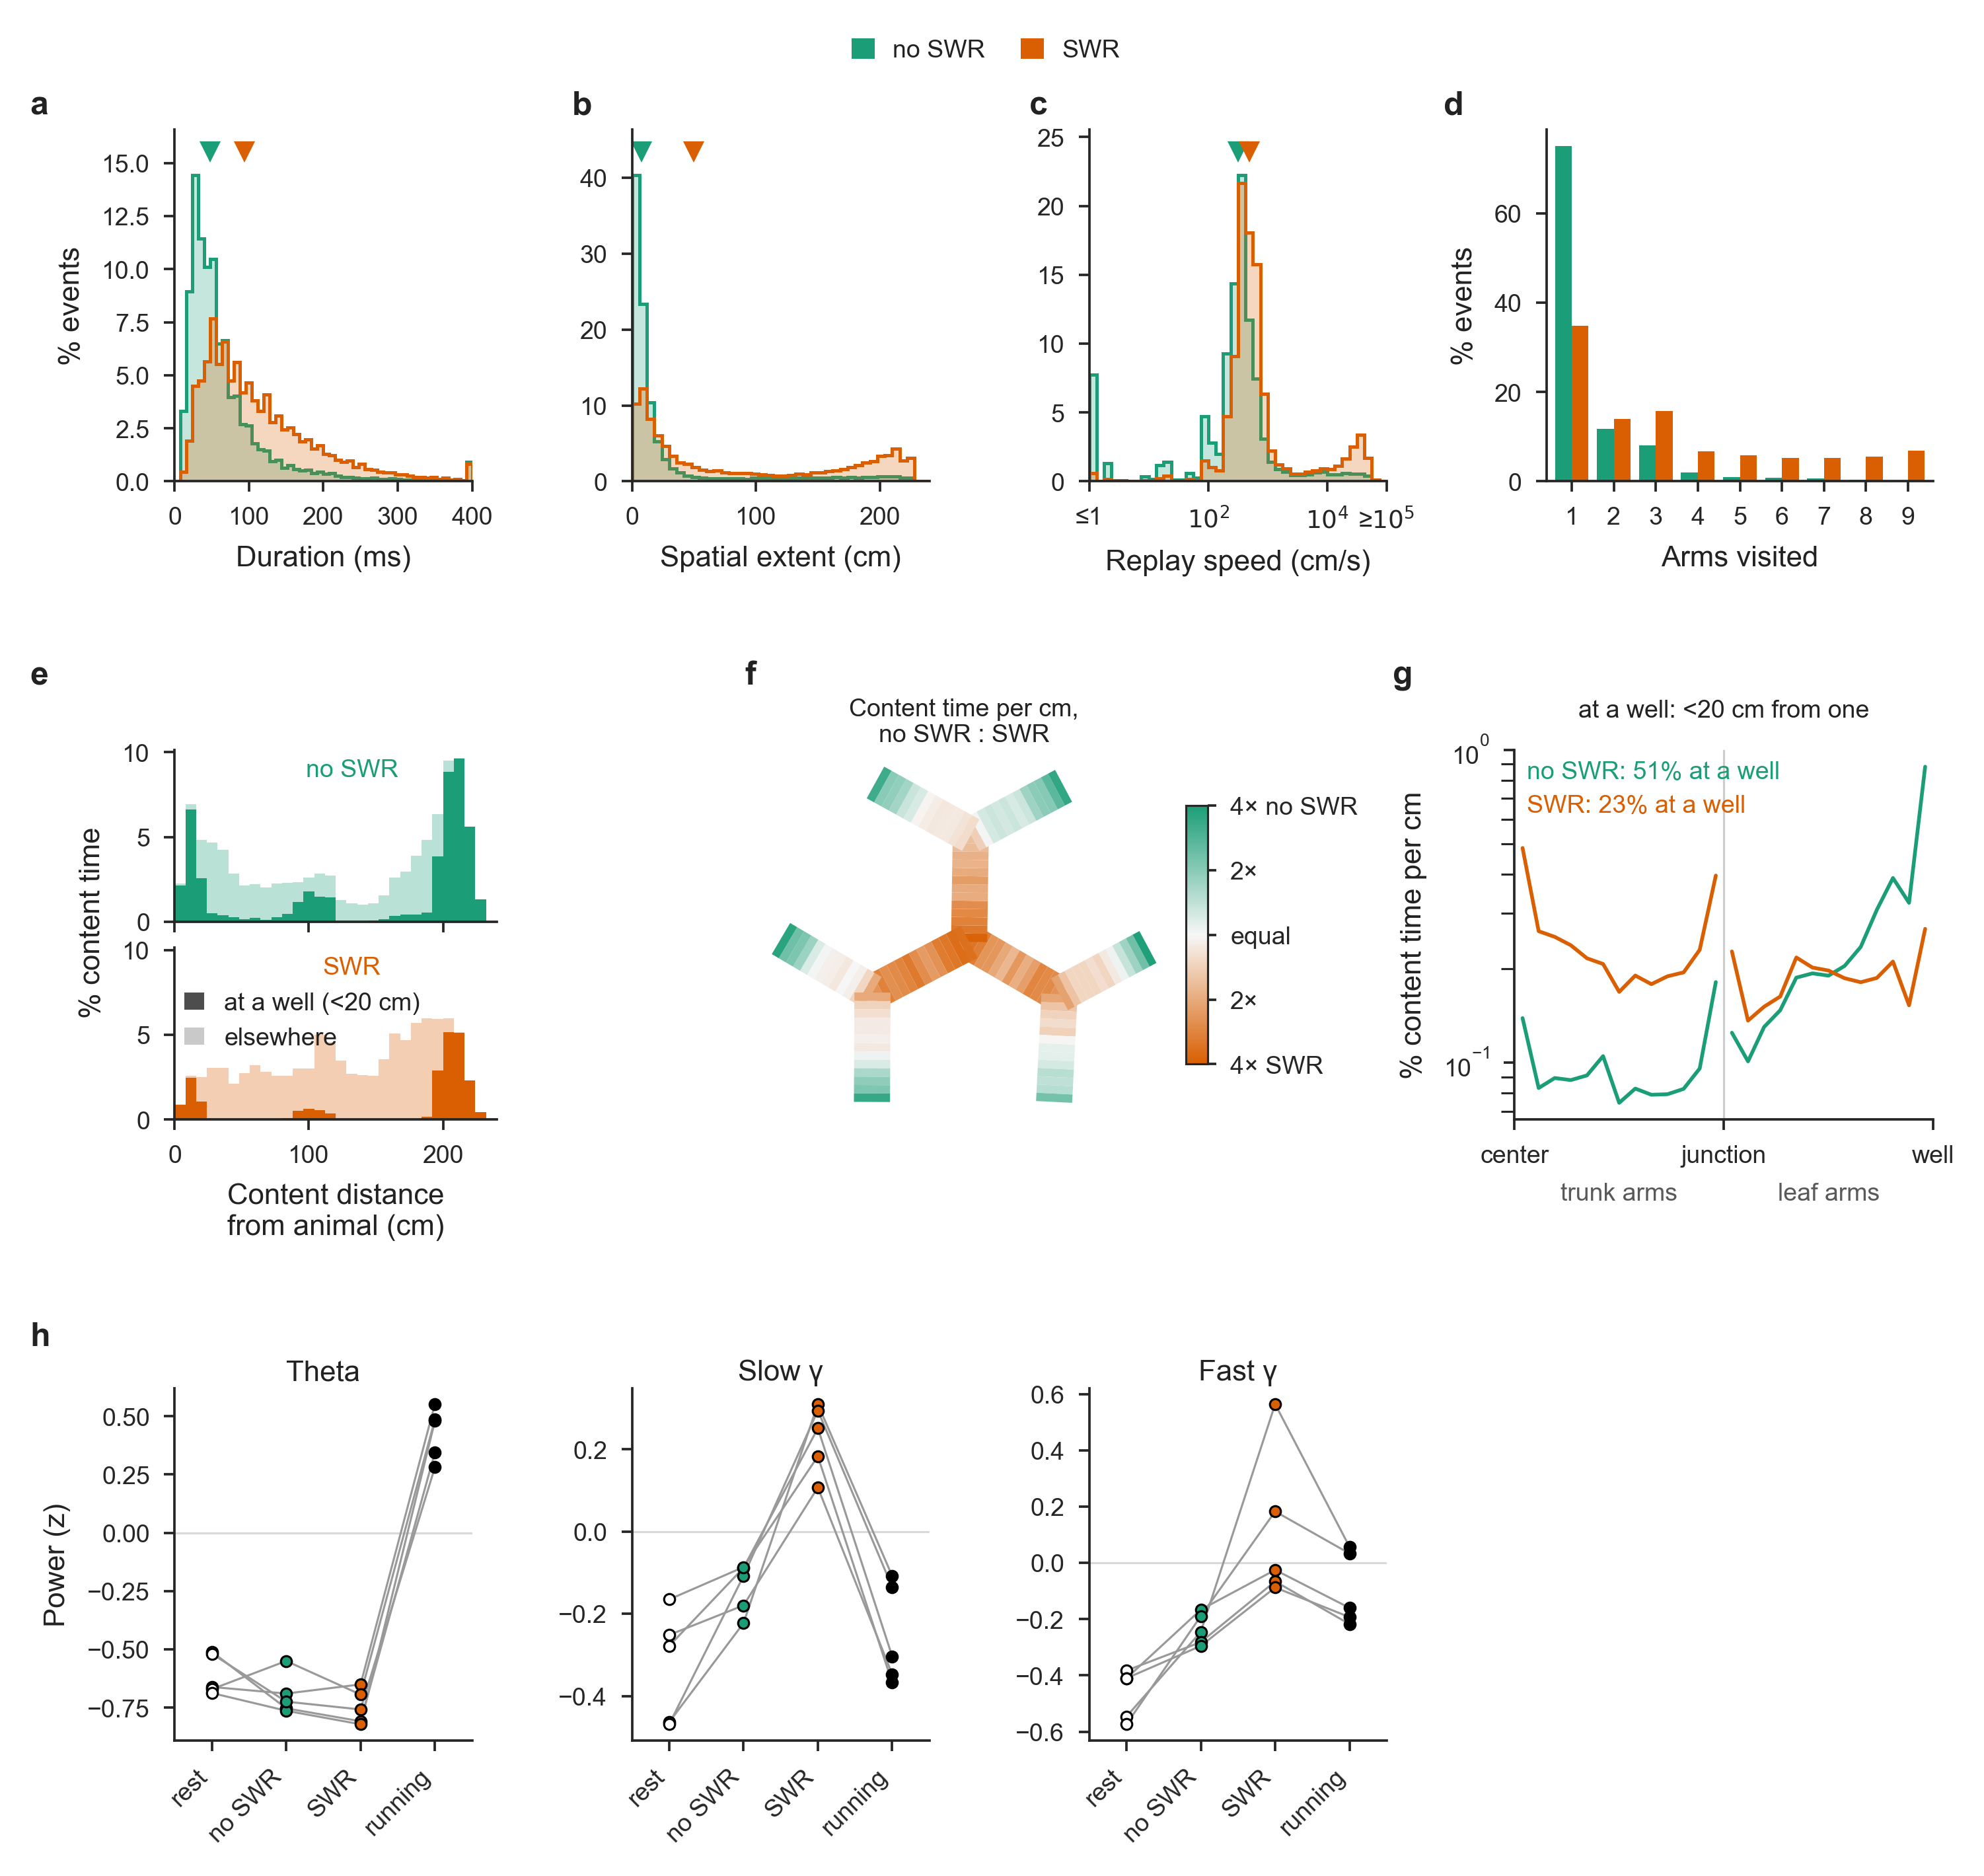 no SWR SWR
a
b
c
d
15.0
12.5
10.0
7.5
5.0
2.5
0.0
% events
0 100 200 300 400
Duration (ms)
40
30
20
10
0
0 100 200
Spatial extent (cm)
25
20
15
10
5
0
≤1 10² 10⁴ ≥10⁵
Replay speed (cm/s)
60
40
20
0
% events
1 2 3 4 5 6 7 8 9
Arms visited
e
10
5
0
no SWR
10
5
0
SWR
at a well (<20 cm)
elsewhere
% content time
0 100 200
Content distance
from animal (cm)
f
Content time per cm,
no SWR : SWR
4× no SWR
2×
equal
2×
4× SWR
g
at a well: <20 cm from one
10⁰
10⁻¹
no SWR: 51% at a well
SWR: 23% at a well
% content time per cm
center junction well
trunk arms leaf arms
h
Theta
0.50
0.25
0.00
−0.25
−0.50
−0.75
Power (z)
rest no SWR SWR running
Slow γ
0.2
0.0
−0.2
−0.4
rest no SWR SWR running
Fast γ
0.6
0.4
0.2
0.0
−0.2
−0.4
−0.6
rest no SWR SWR running